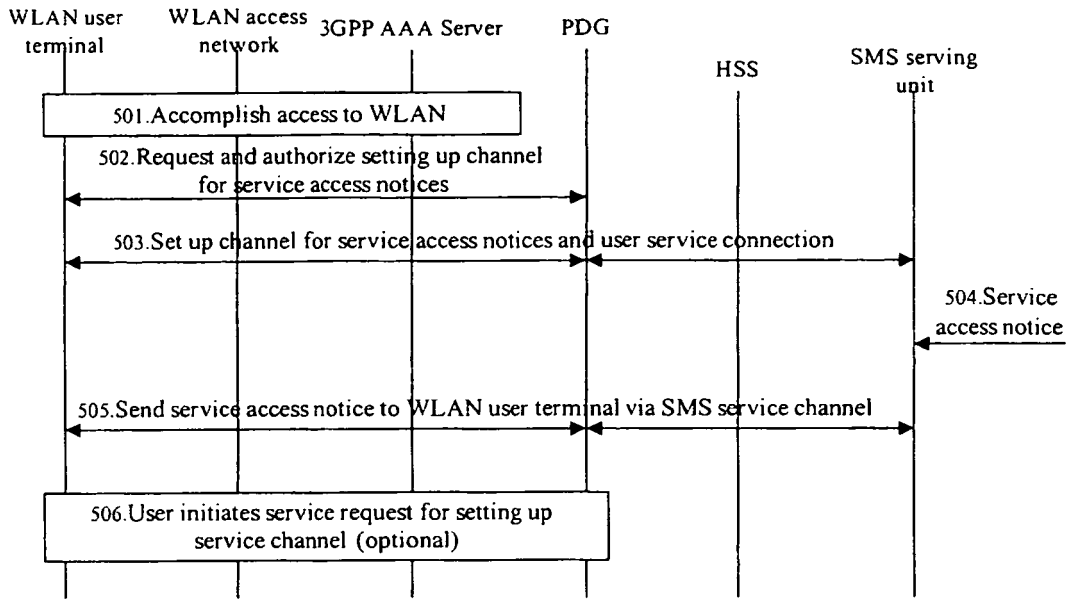 WLAN user
terminal
WLAN access
network
3GPP AAA Server
PDG
HSS
SMS serving
unit
501.Accomplish access to WLAN
502.Request and authorize setting up channel
for service access notices
503.Set up channel for service access notices and user service connection
504.Service
access notice
505.Send service access notice to WLAN user terminal via SMS service channel
506.User initiates service request for setting up
service channel (optional)